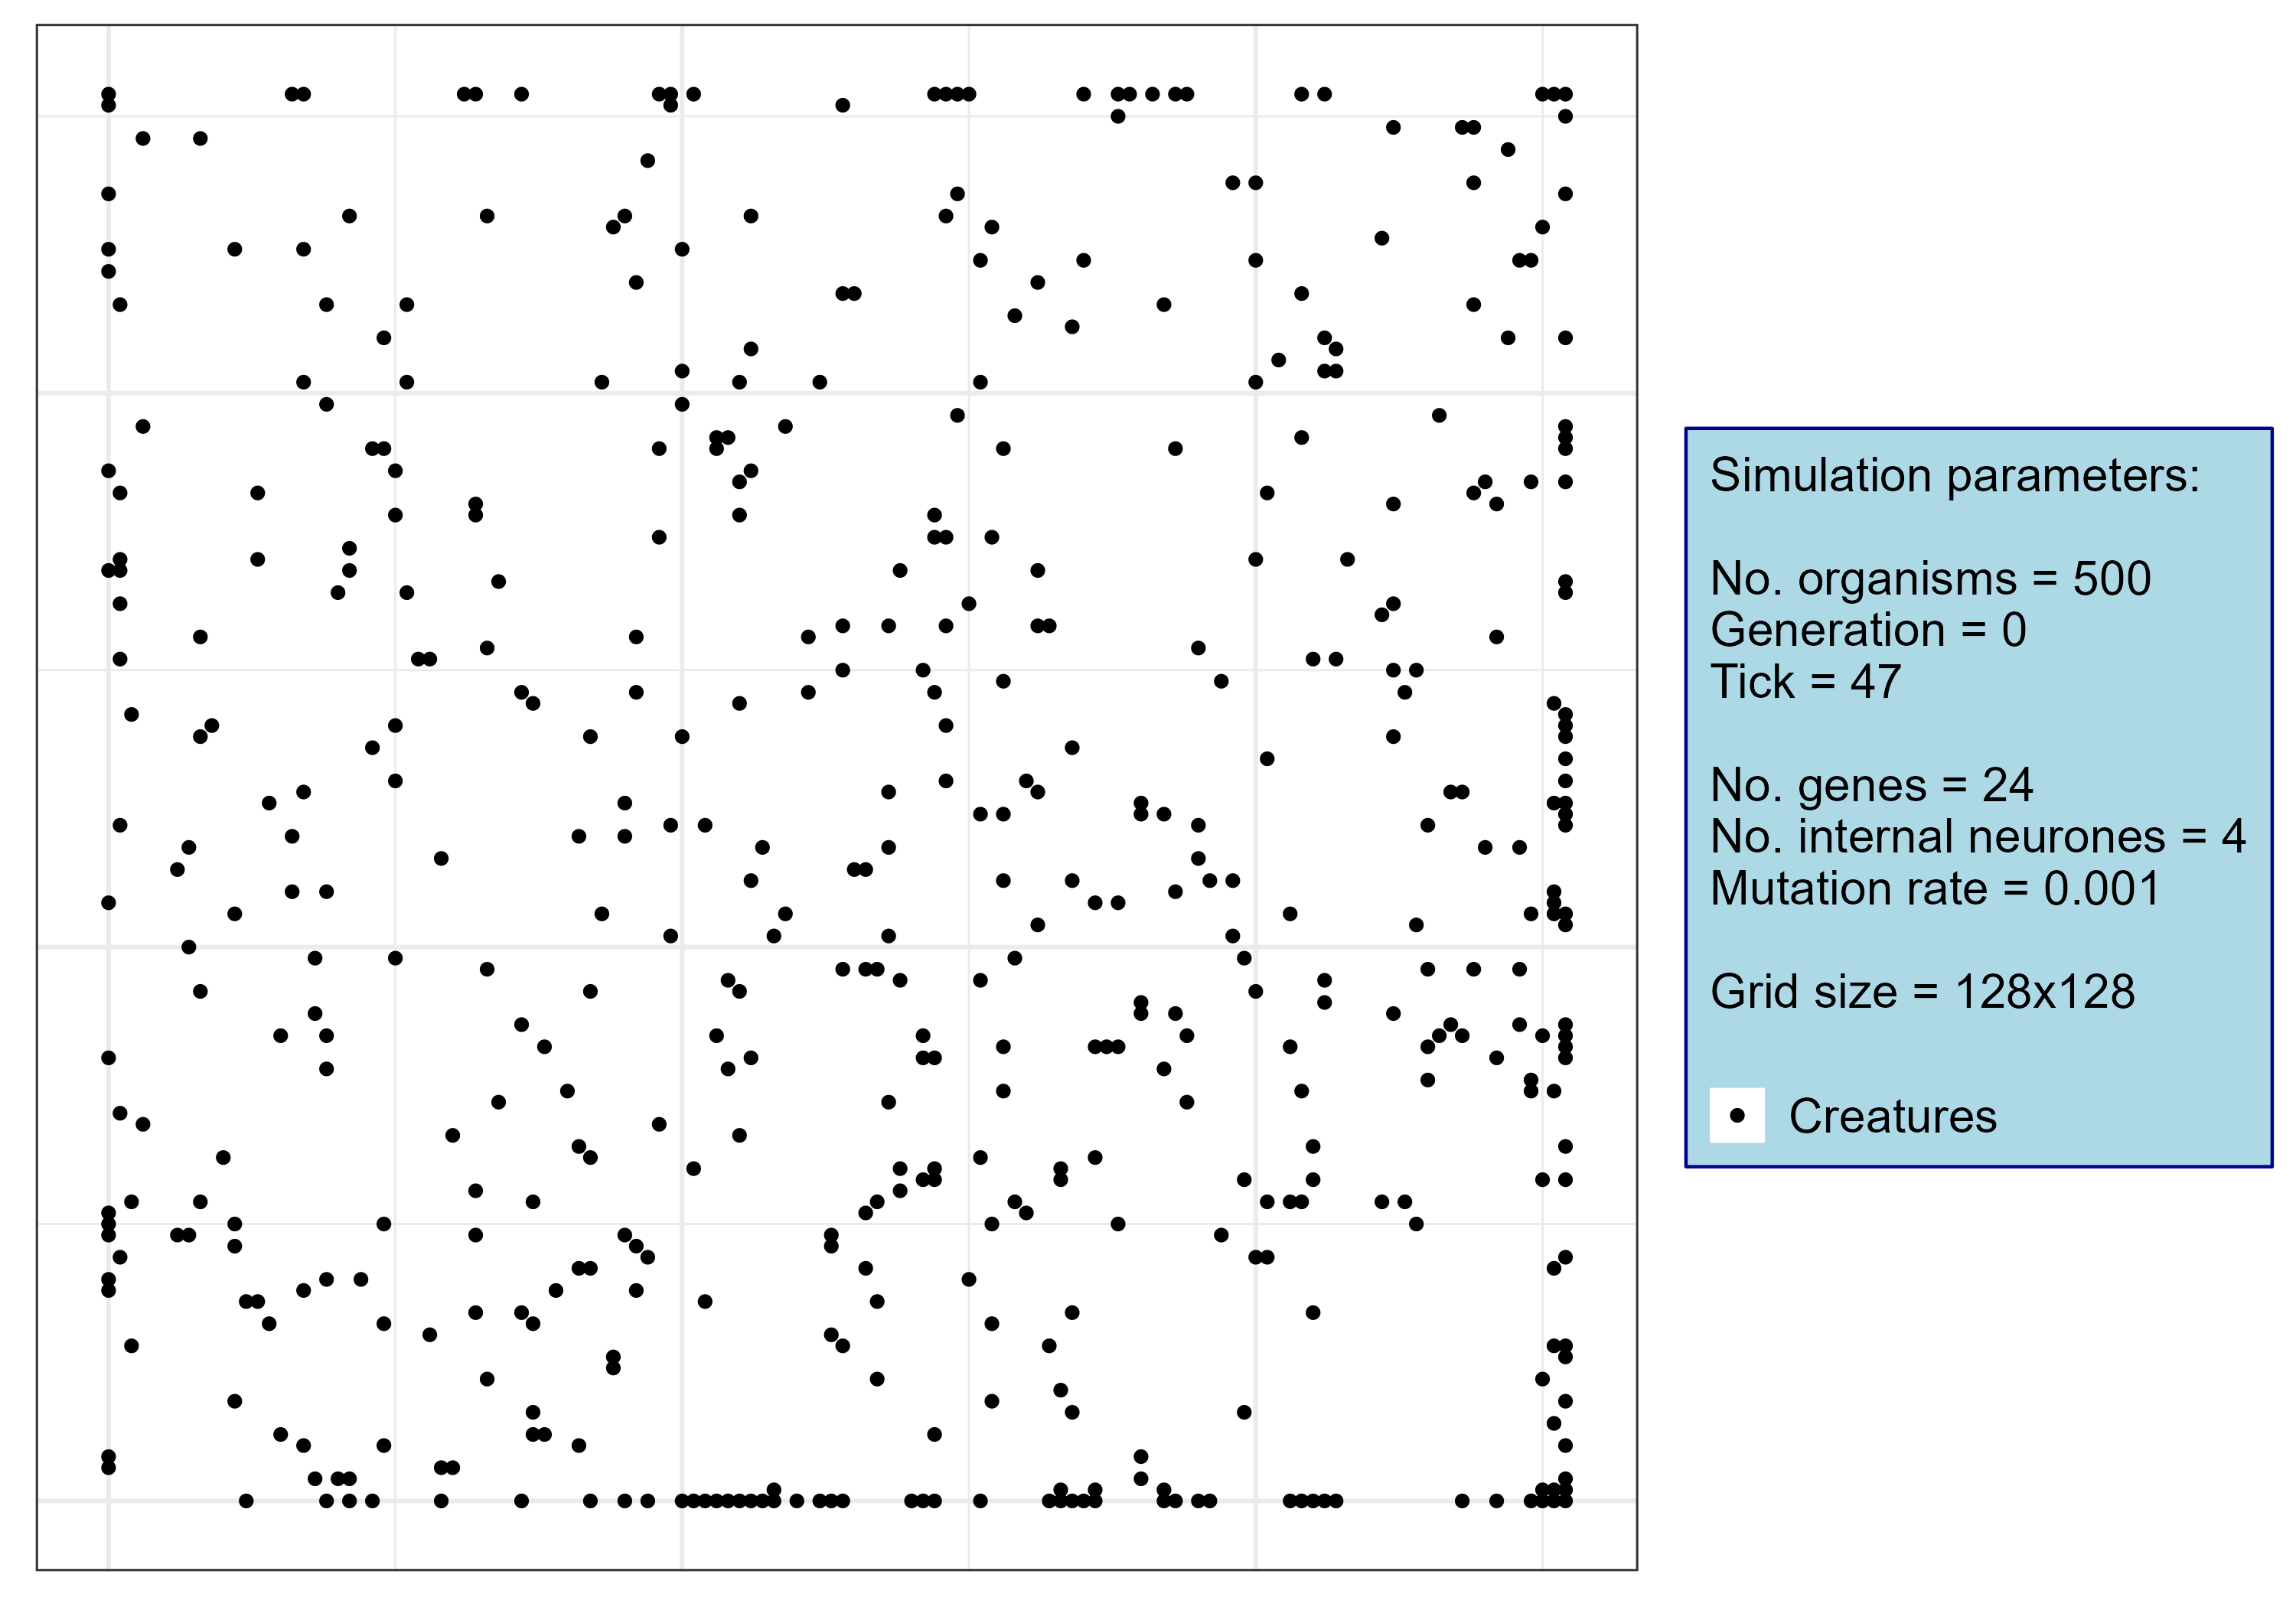 Simulation parameters:
No. organisms = 500
Generation = 0
Tick = 47
No. genes = 24
No. internal neurones = 4
Mutation rate = 0.001
Grid size = 128x128
Creatures